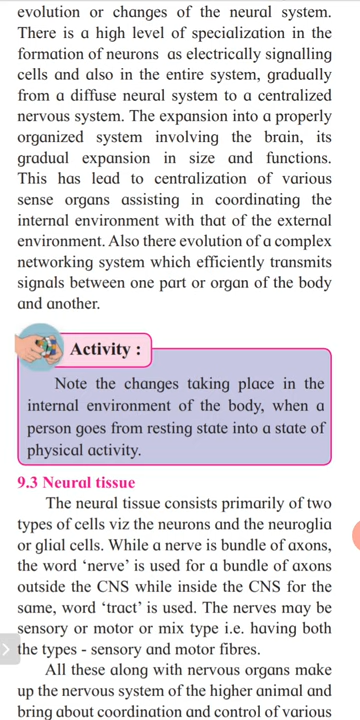 evolution or changes of the neural system.
There is a high level of specialization in the
formation of neurons as electrically signalling
cells and also in the entire system, gradually
from a diffuse neural system to a centralized
nervous system. The expansion into a properly
organized system involving the brain, its
gradual expansion in size and functions.
This has lead to centralization of various
sense organs assisting in coordinating the
internal environment with that of the external
environment. Also there evolution of a complex
networking system which efficiently transmits
signals between one part or organ of the body
and another.
Activity :
Note the changes taking place in the
internal environment of the body, when a
person goes from resting state into a state of
physical activity.
9.3 Neural tissue
The neural tissue consists primarily of two
types of cells viz the neurons and the neuroglia
or glial cells. While a nerve is bundle of axons,
the word ‘nerve’ is used for a bundle of axons
outside the CNS while inside the CNS for the
same, word ‘tract’ is used. The nerves may be
sensory or motor or mix type i.e. having both
the types - sensory and motor fibres.
All these along with nervous organs make
up the nervous system of the higher animal and
bring about coordination and control of various